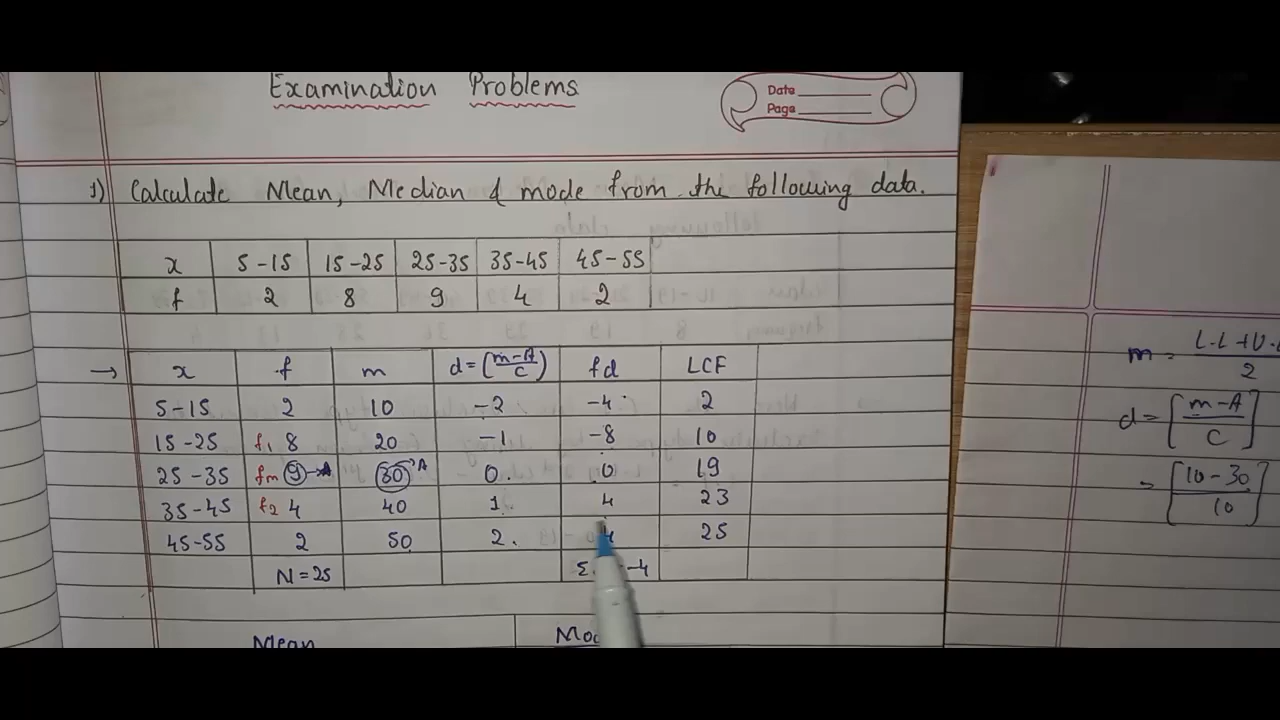 Examination Problems
Date
Page
1) Calculate Mean, Median & mode from the following data.
x 5-15 15-25 25-35 35-45 45-55
f 2 8 9 4 2
→ x f m d = (m-A/C) fd LCF
5-15 2 10 -2 -4 2
15-25 f1 8 20 -1 -8 10
25-35 fm 9 → A 30 → A 0 0 19
35-45 f2 4 40 1 4 23
45-55 2 50 2 4 25
N = 25 Σ -4
Mean
m = L.L + U.L / 2
d = [m-A / C]
= [10-30 / 10]